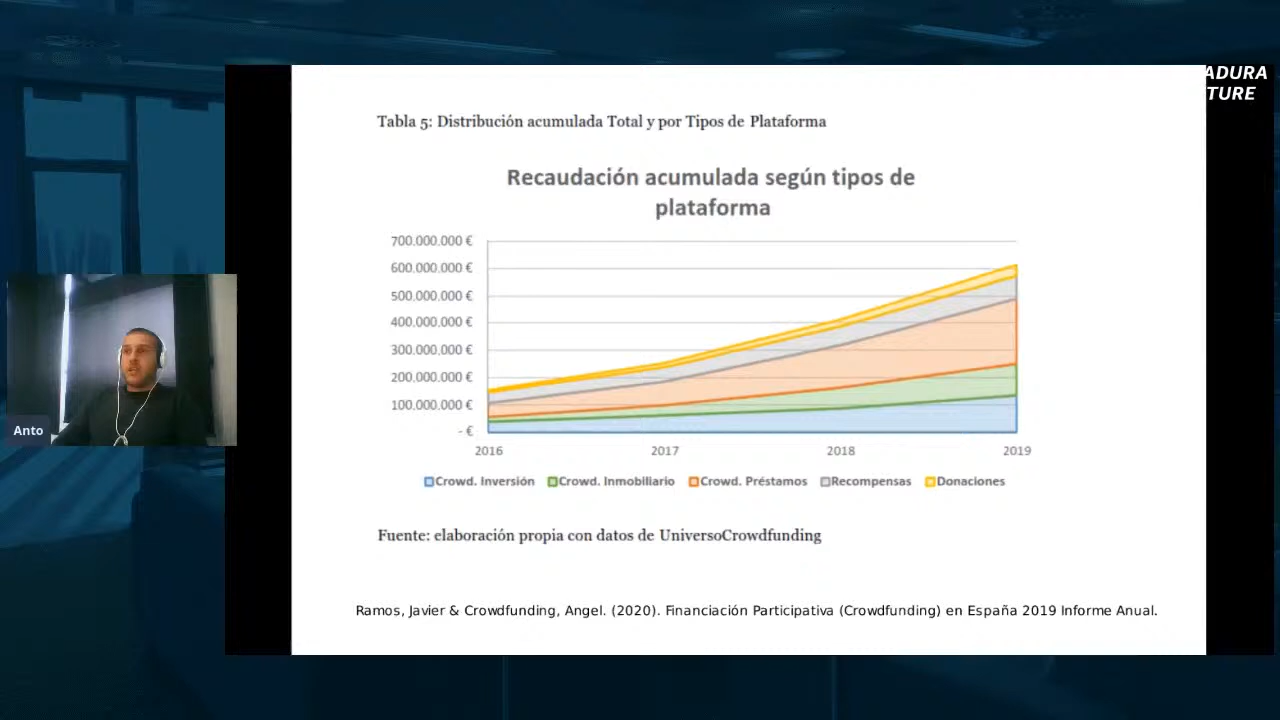 ADURA
TURE
Tabla 5: Distribución acumulada Total y por Tipos de Plataforma
Recaudación acumulada según tipos de
plataforma
700.000.000 €
600.000.000 €
500.000.000 €
400.000.000 €
300.000.000 €
200.000.000 €
100.000.000 €
- €
2016 2017 2018 2019
Crowd. Inversión Crowd. Inmobiliario Crowd. Préstamos Recompensas Donaciones
Anto
Fuente: elaboración propia con datos de UniversoCrowdfunding
Ramos, Javier & Crowdfunding, Angel. (2020). Financiación Participativa (Crowdfunding) en España 2019 Informe Anual.